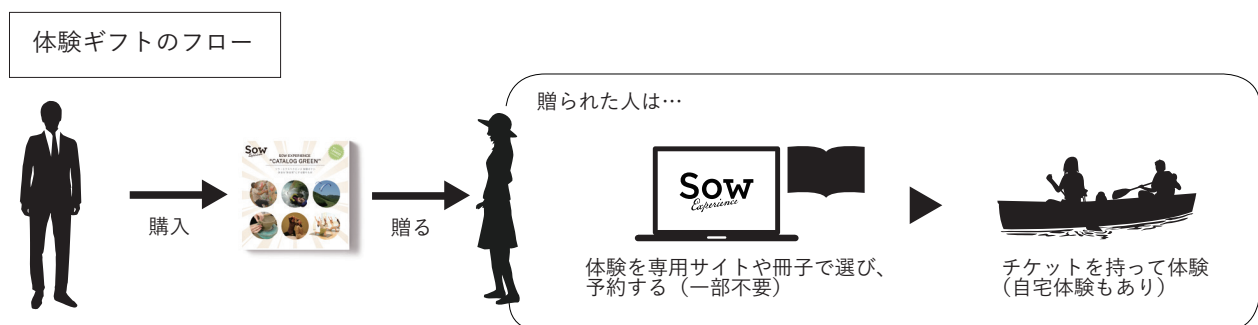 体験ギフトのフロー
贈られた人は…
Sow
Experience
SOW EXPERIENCE
"CATALOG GREEN"
購入
贈る
Sow
Experience
体験を専用サイトや冊子で選び、
予約する（一部不要）
チケットを持って体験
（自宅体験もあり）